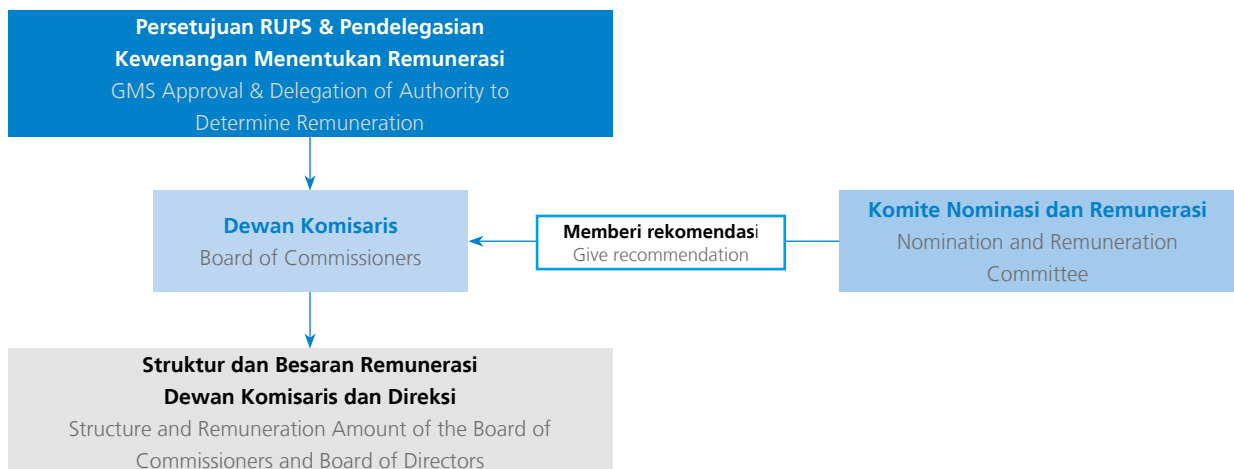 Persetujuan RUPS & Pendelegasian
Kewenangan Menentukan Remunerasi
GMS Approval & Delegation of Authority to
Determine Remuneration
Dewan Komisaris
Board of Commissioners
Memberi rekomendasi
Give recommendation
Komite Nominasi dan Remunerasi
Nomination and Remuneration
Committee
Struktur dan Besaran Remunerasi
Dewan Komisaris dan Direksi
Structure and Remuneration Amount of the Board of
Commissioners and Board of Directors